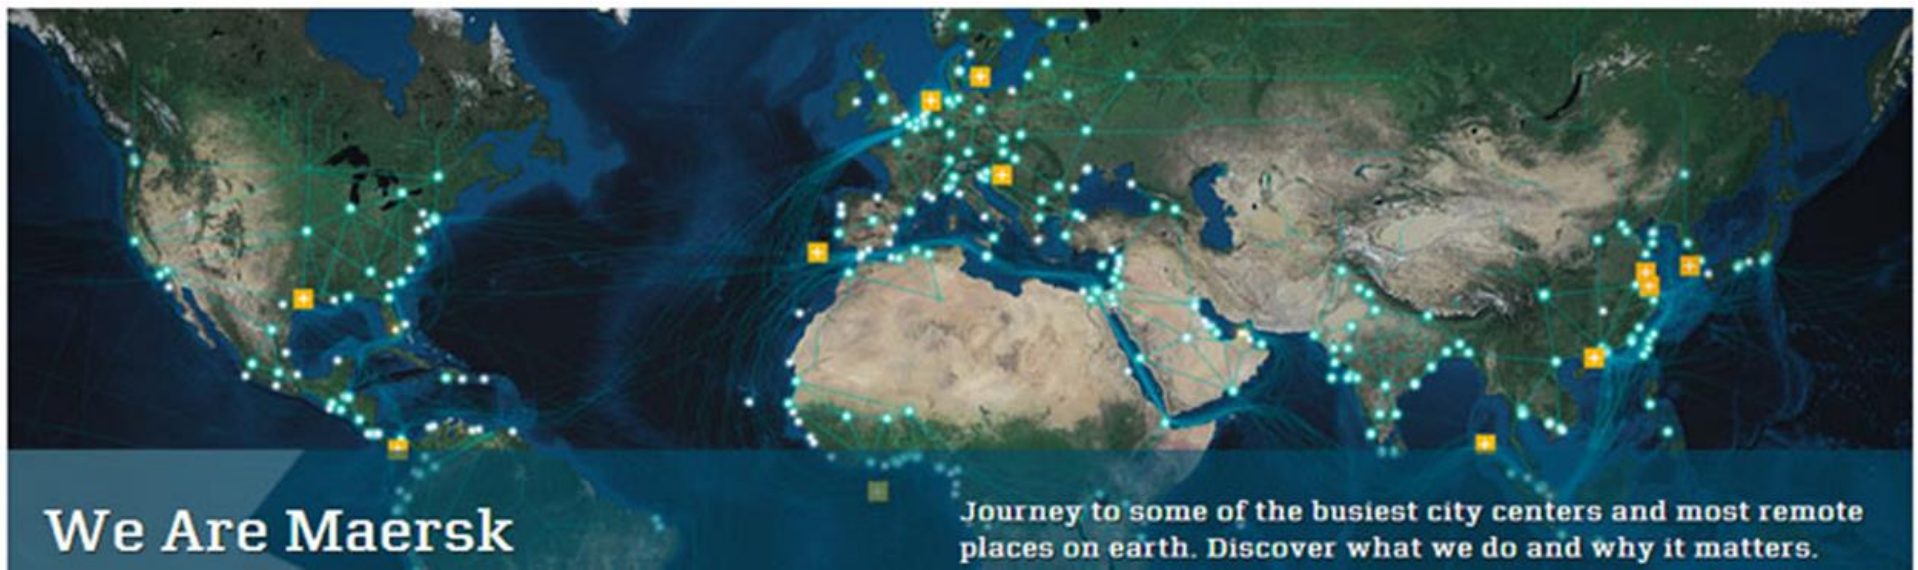 We Are Maersk
Journey to some of the busiest city centers and most remote
places on earth. Discover what we do and why it matters.